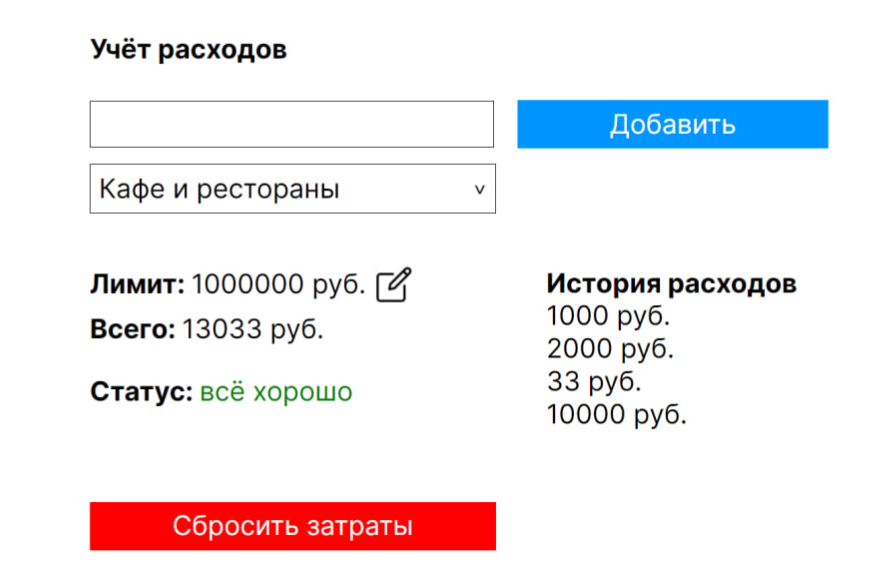 Учёт расходов
Добавить
Кафе и рестораны
Лимит: 1000000 руб.
Всего: 13033 руб.
Статус: всё хорошо
История расходов
1000 руб.
2000 руб.
33 руб.
10000 руб.
Сбросить затраты